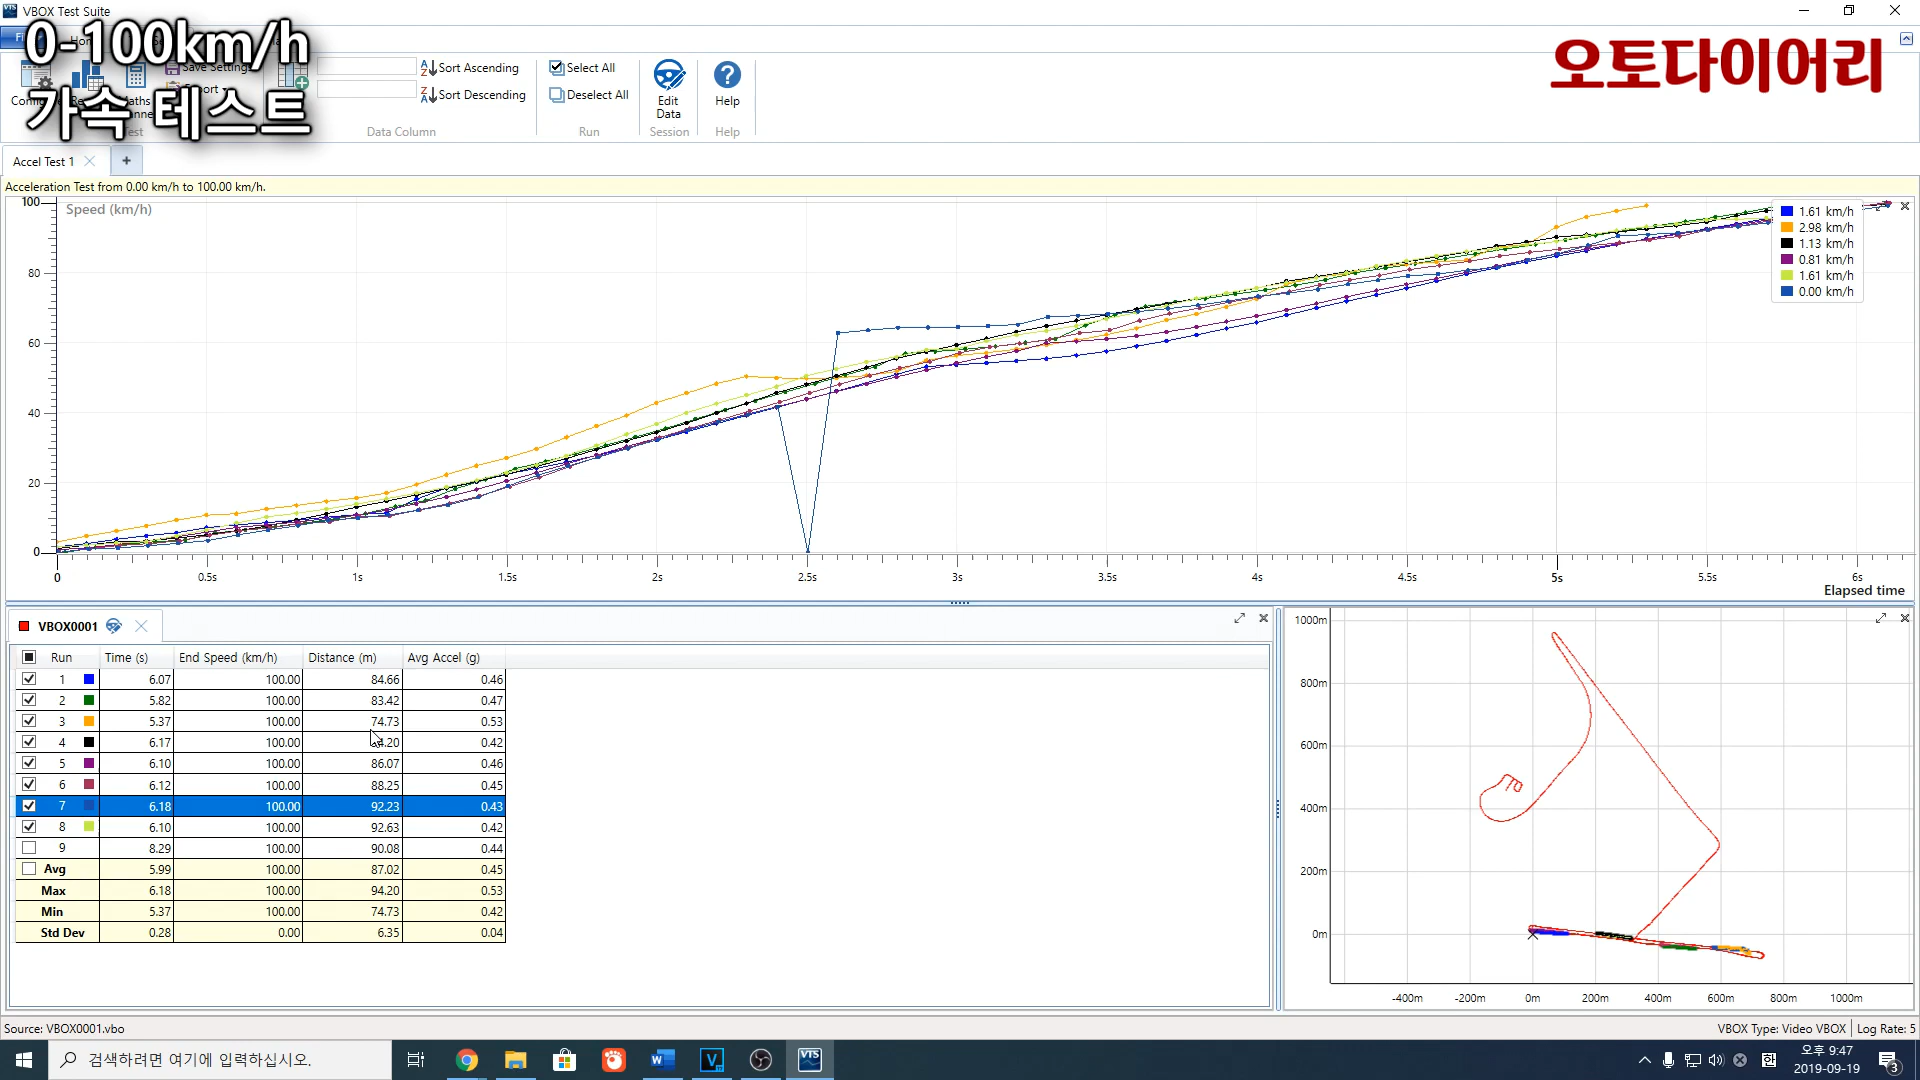 VBOX Test Suite
0-100km/h
가속 테스트
오토다이어리
Save Settings
Sort Ascending
Sort Descending
Data Column
Select All
Deselect All
Run
Edit Data
Session
Help
Help
Accel Test 1
+
Acceleration Test from 0.00 km/h to 100.00 km/h.
Speed (km/h)
100
80
60
40
20
0
1.61 km/h
2.98 km/h
1.13 km/h
0.81 km/h
1.61 km/h
0.00 km/h
0 0.5s 1s 1.5s 2s 2.5s 3s 3.5s 4s 4.5s 5s 5.5s 6s
Elapsed time
VBOX0001
Run Time (s) End Speed (km/h) Distance (m) Avg Accel (g)
1 6.07 100.00 84.66 0.46
2 5.82 100.00 83.42 0.47
3 5.37 100.00 74.73 0.53
4 6.17 100.00 .20 0.42
5 6.10 100.00 86.07 0.46
6 6.12 100.00 88.25 0.45
7 6.18 100.00 92.23 0.43
8 6.10 100.00 92.63 0.42
9 8.29 100.00 90.08 0.44
Avg 5.99 100.00 87.02 0.45
Max 6.18 100.00 94.20 0.53
Min 5.37 100.00 74.73 0.42
Std Dev 0.28 0.00 6.35 0.04
1000m
800m
600m
400m
200m
0m
-400m -200m 0m 200m 400m 600m 800m 1000m
Source: VBOX0001.vbo
VBOX Type: Video VBOX
Log Rate: 5
검색하려면 여기에 입력하십시오.
VTS
오후 9:47
2019-09-19
3